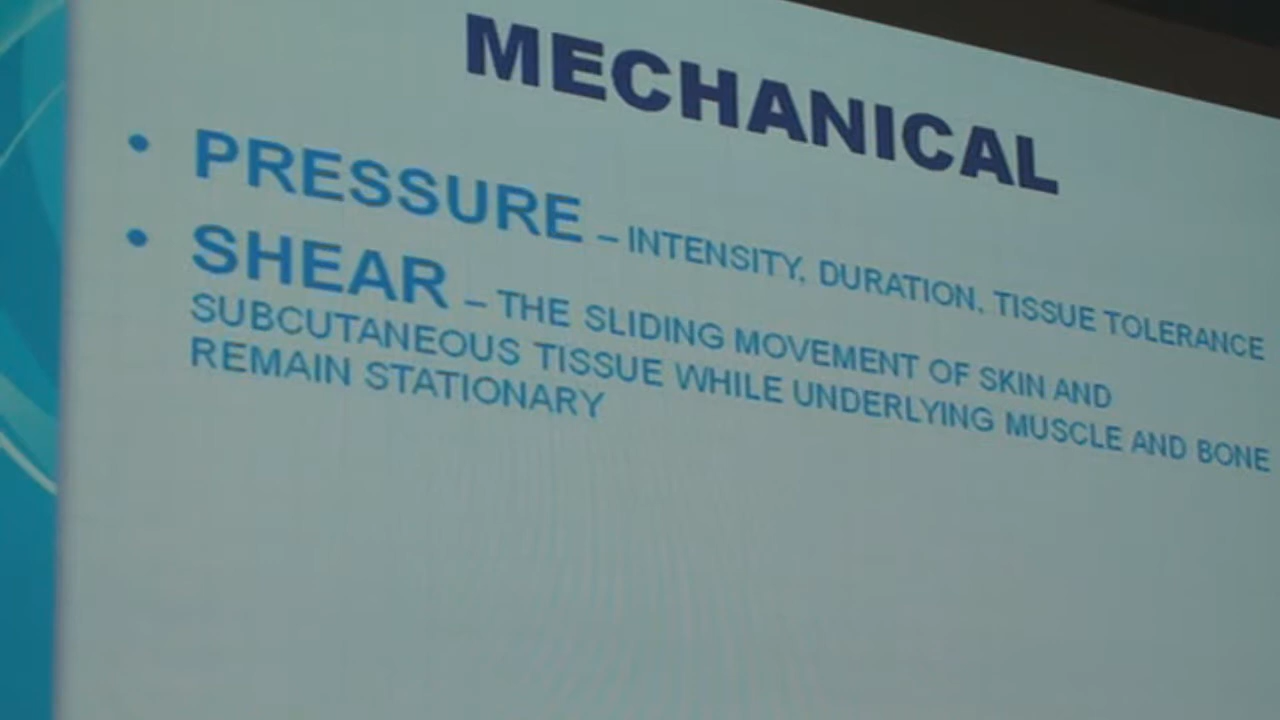 MECHANICAL
• PRESSURE – INTENSITY, DURATION, TISSUE TOLERANCE
• SHEAR – THE SLIDING MOVEMENT OF SKIN AND
SUBCUTANEOUS TISSUE WHILE UNDERLYING MUSCLE AND BONE
REMAIN STATIONARY